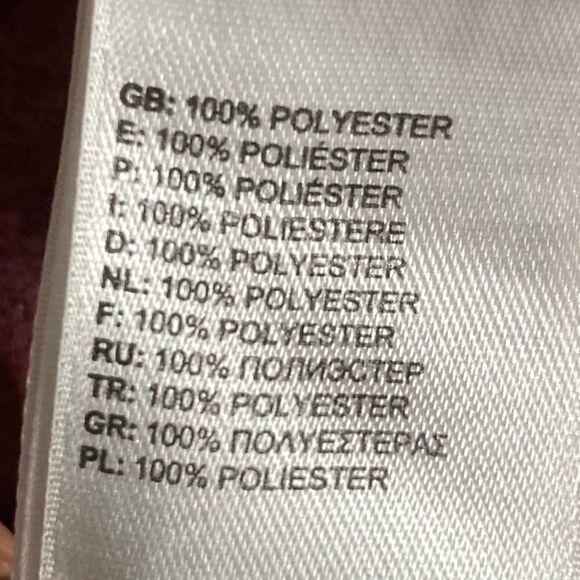 GB: 100% POLYESTER
E: 100% POLIÉSTER
P: 100% POLIÉSTER
I: 100% POLIESTERE
D: 100% POLYESTER
NL: 100% POLYESTER
F: 100% POLYESTER
RU: 100% ПОЛИЭСТЕР
TR: 100% POLYESTER
GR: 100% ΠΟΛΥΕΣΤΕΡΑΣ
PL: 100% POLIESTER